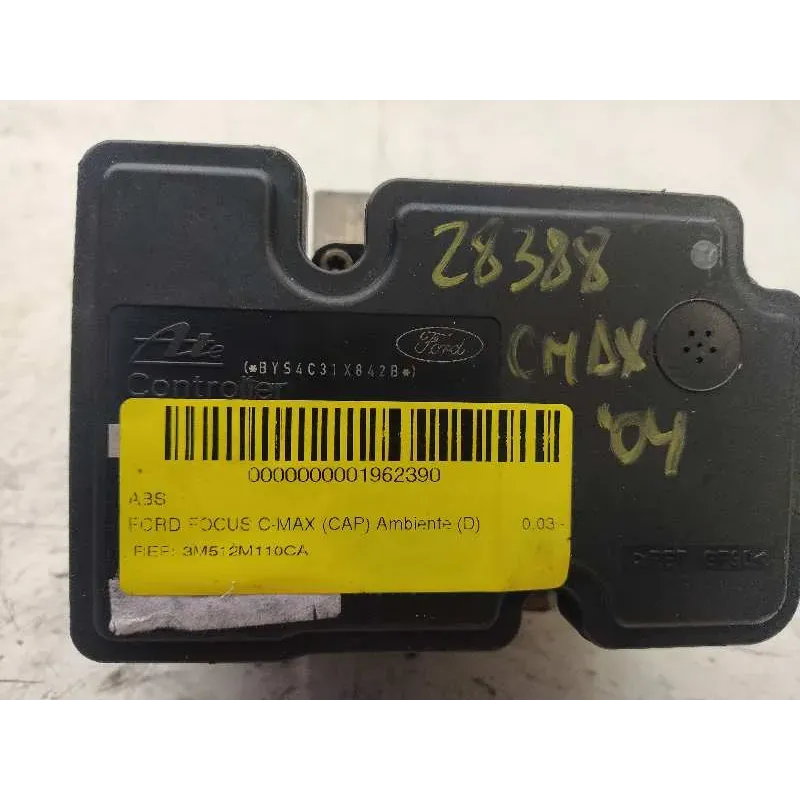 28388
CMAX
'04
Ate
Ford
(*BYS4C31X842B*)
Controller
0000000001962390
ABS
FORD FOCUS C-MAX (CAP) Ambiente (D) 0.03 -
REF: 3M512M110CA